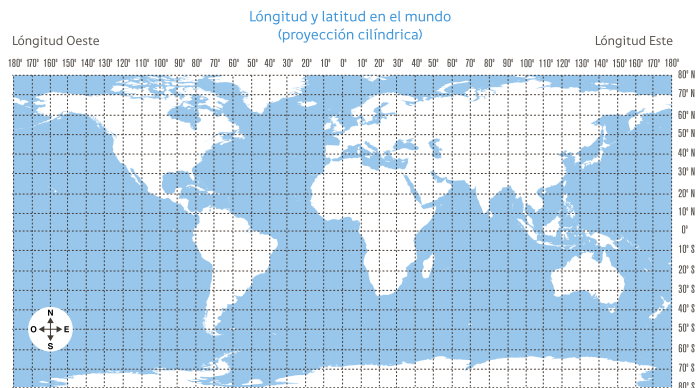 Lóngitud y latitud en el mundo
(proyección cilíndrica)
Lóngitud Oeste
Lóngitud Este
180° 170° 160° 150° 140° 130° 120° 110° 100° 90° 80° 70° 60° 50° 40° 30° 20° 10° 0° 10° 20° 30° 40° 50° 60° 70° 80° 90° 100° 110° 120° 130° 140° 150° 160° 170° 180°
80° N
70° N
60° N
50° N
40° N
30° N
20° N
10° N
0°
10° S
20° S
30° S
40° S
50° S
60° S
70° S
80° S
N
O E
S